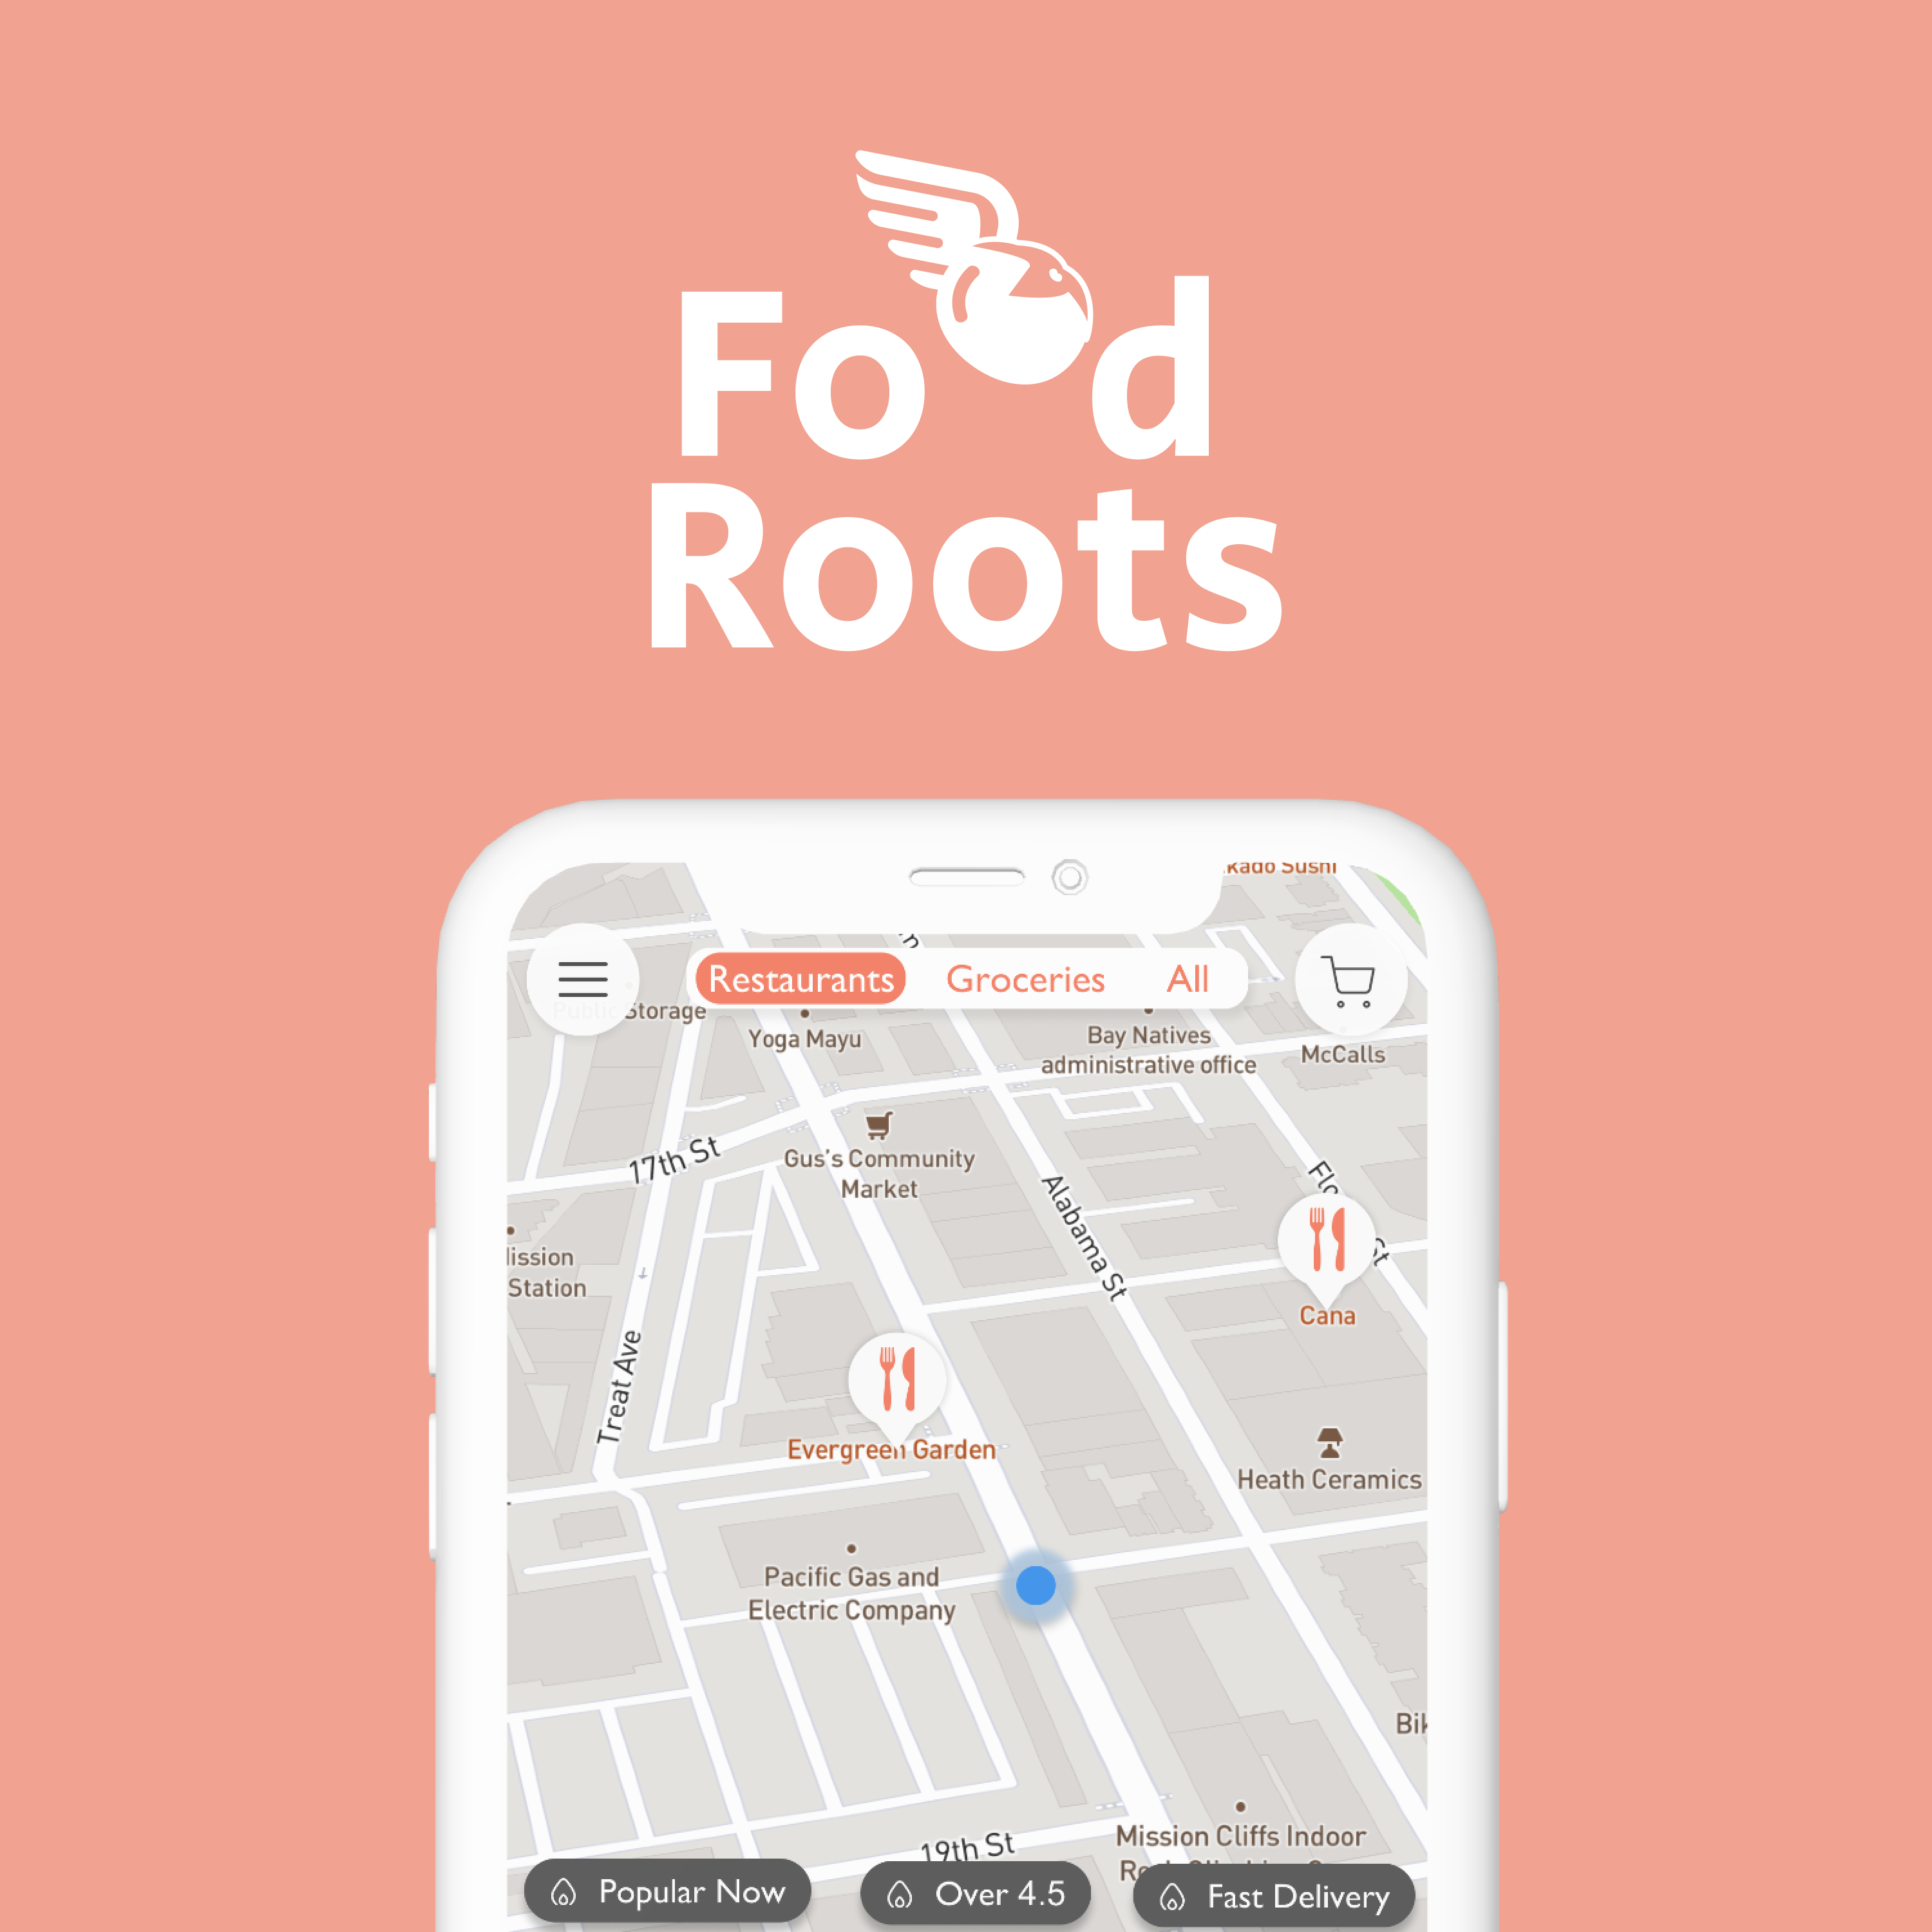 Food
Roots
Restaurants Groceries All
Storage
Yoga Mayu
Bay Natives
administrative office
McCalls
17th St
Gus's Community
Market
Alabama St
Station
Cana
Treat Ave
Evergreen Garden
Heath Ceramics
Pacific Gas and
Electric Company
19th St
Mission Cliffs Indoor
Popular Now
Over 4.5
Fast Delivery